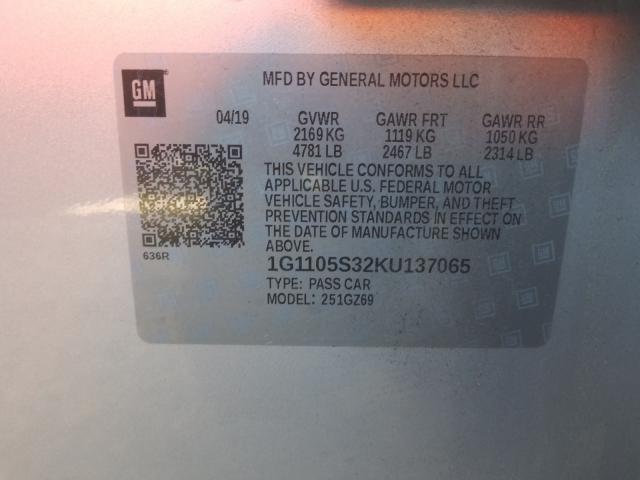 GM
MFD BY GENERAL MOTORS LLC
04/19 GVWR GAWR FRT GAWR RR
2169 KG 1119 KG 1050 KG
4781 LB 2467 LB 2314 LB
THIS VEHICLE CONFORMS TO ALL
APPLICABLE U.S. FEDERAL MOTOR
VEHICLE SAFETY, BUMPER, AND THEFT
PREVENTION STANDARDS IN EFFECT ON
THE DATE OF MANUFACTURE SHOWN
ABOVE.
636R
1G1105S32KU137065
TYPE: PASS CAR
MODEL: 251GZ69